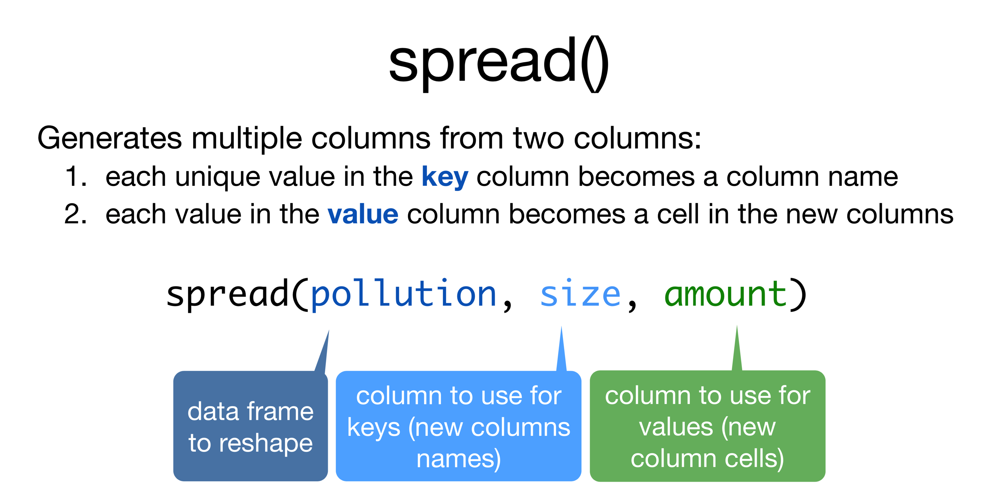 spread()
Generates multiple columns from two columns:
1. each unique value in the key column becomes a column name
2. each value in the value column becomes a cell in the new columns
spread(pollution, size, amount)
data frame
to reshape
column to use for
keys (new columns
names)
column to use for
values (new
column cells)